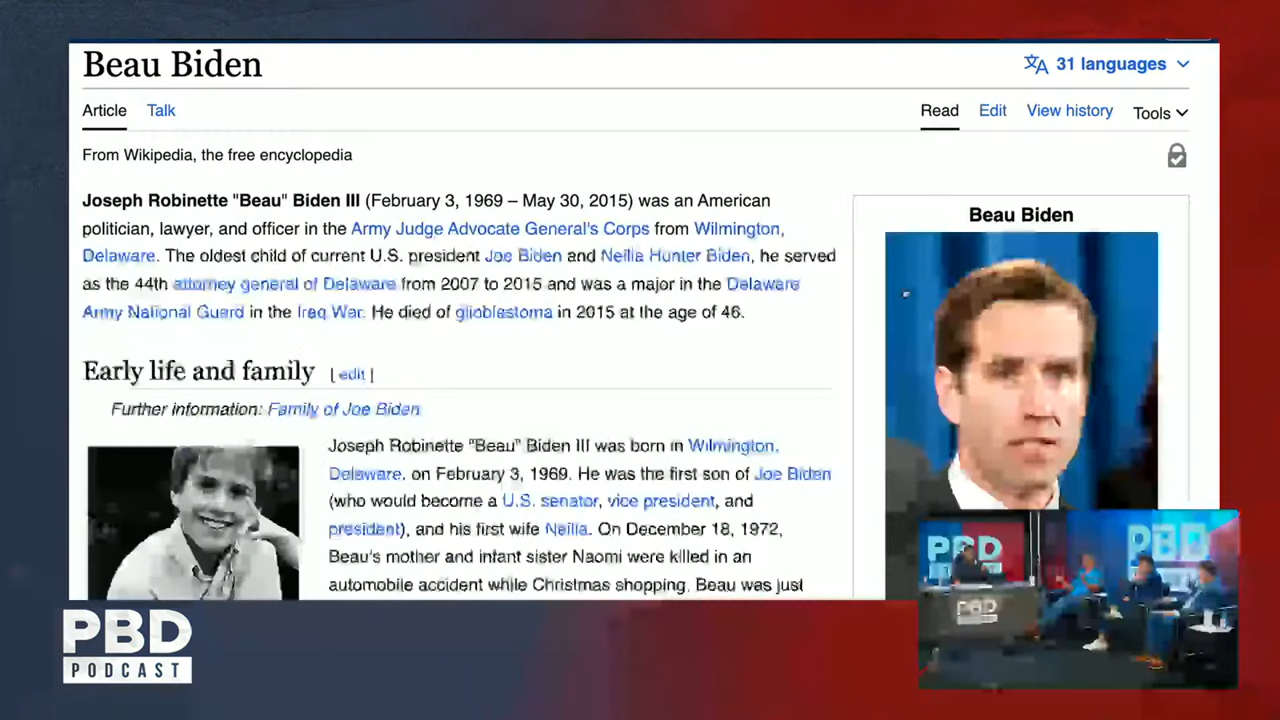 Beau Biden
31 languages
Article Talk
Read Edit View history Tools
From Wikipedia, the free encyclopedia
Joseph Robinette "Beau" Biden III (February 3, 1969 – May 30, 2015) was an American
politician, lawyer, and officer in the Army Judge Advocate General's Corps from Wilmington,
Delaware. The oldest child of current U.S. president Joe Biden and Neilia Hunter Biden, he served
as the 44th attorney general of Delaware from 2007 to 2015 and was a major in the Delaware
Army National Guard in the Iraq War. He died of glioblastoma in 2015 at the age of 46.
Early life and family [ edit ]
Further information: Family of Joe Biden
Joseph Robinette "Beau" Biden III was born in Wilmington,
Delaware, on February 3, 1969. He was the first son of Joe Biden
(who would become a U.S. senator, vice president, and
president), and his first wife Neilia. On December 18, 1972,
Beau's mother and infant sister Naomi were killed in an
automobile accident while Christmas shopping. Beau was just
Beau Biden
PBD
PBD
PBD
PBD
PODCAST